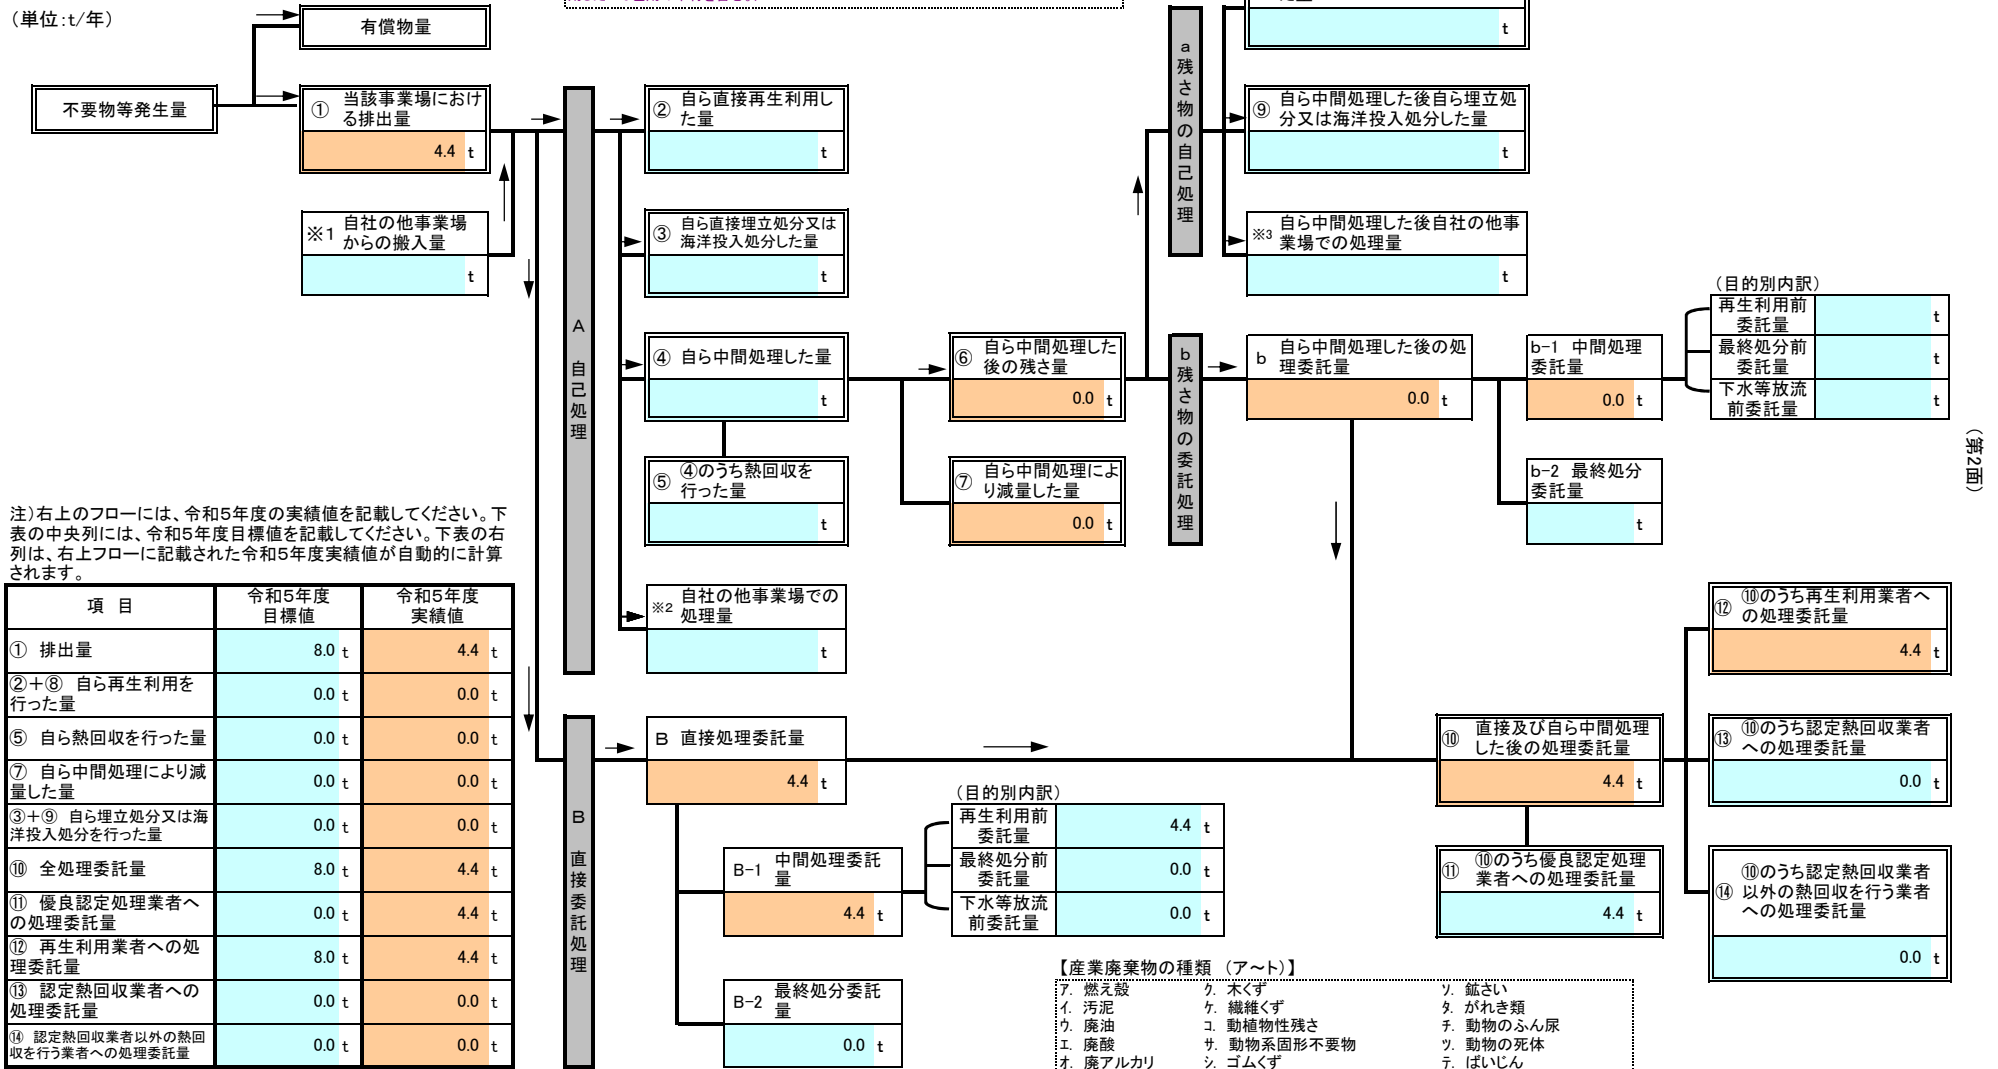 （単位:t/年）
有償物量
不要物等発生量
① 当該事業場におけ
る排出量
4.4 t
※1 自社の他事業場
からの搬入量
t
A 自己処理
② 自ら直接再生利用し
た量
t
③ 自ら直接埋立処分又は
海洋投入処分した量
t
④ 自ら中間処理した量
t
⑤ ④のうち熱回収を
行った量
t
※2 自社の他事業場での
処理量
t
⑥ 自ら中間処理した
後の残さ量
0.0 t
⑦ 自ら中間処理によ
り減量した量
0.0 t
a 残さ物の自己処理
t
⑨ 自ら中間処理した後自ら埋立処
分又は海洋投入処分した量
t
※3 自ら中間処理した後自社の他事
業場での処理量
t
b 残さ物の委託処理
b 自ら中間処理した後の処
理委託量
0.0 t
b-1 中間処理
委託量
0.0 t
（目的別内訳）
再生利用前
委託量 t
最終処分前
委託量 t
下水等放流
前委託量 t
b-2 最終処分
委託量
t
（第2面）
注）右上のフローには、令和5年度の実績値を記載してください。下
表の中央列には、令和5年度目標値を記載してください。下表の右
列は、右上フローに記載された令和5年度実績値が自動的に計算
されます。
項 目 令和5年度 目標値 令和5年度 実績値
① 排出量 8.0 t 4.4 t
②＋⑧ 自ら再生利用を
行った量 0.0 t 0.0 t
⑤ 自ら熱回収を行った量 0.0 t 0.0 t
⑦ 自ら中間処理により減
量した量 0.0 t 0.0 t
③＋⑨ 自ら埋立処分又は海
洋投入処分を行った量 0.0 t 0.0 t
⑩ 全処理委託量 8.0 t 4.4 t
⑪ 優良認定処理業者へ
の処理委託量 0.0 t 4.4 t
⑫ 再生利用業者への処
理委託量 8.0 t 4.4 t
⑬ 認定熱回収業者への
処理委託量 0.0 t 0.0 t
⑭ 認定熱回収業者以外の熱回
収を行う業者への処理委託量 0.0 t 0.0 t
B 直接委託処理
B 直接処理委託量
4.4 t
B-1 中間処理委託
量
4.4 t
（目的別内訳）
再生利用前
委託量 4.4 t
最終処分前
委託量 0.0 t
下水等放流
前委託量 0.0 t
B-2 最終処分委託
量
0.0 t
⑩ 直接及び自ら中間処理
した後の処理委託量
4.4 t
⑪ ⑩のうち優良認定処理
業者への処理委託量
4.4 t
⑫ ⑩のうち再生利用業者へ
の処理委託量
4.4 t
⑬ ⑩のうち認定熱回収業者
への処理委託量
0.0 t
⑭ ⑩のうち認定熱回収業者
以外の熱回収を行う業者
への処理委託量
0.0 t
【産業廃棄物の種類 （ア～ト）】
ア. 燃え殻 ク. 木くず ソ. 鉱さい
イ. 汚泥 ケ. 繊維くず タ. がれき類
ウ. 廃油 コ. 動植物性残さ チ. 動物のふん尿
エ. 廃酸 サ. 動物系固形不要物 ツ. 動物の死体
オ. 廃アルカリ シ. ゴムくず テ. ばいじん